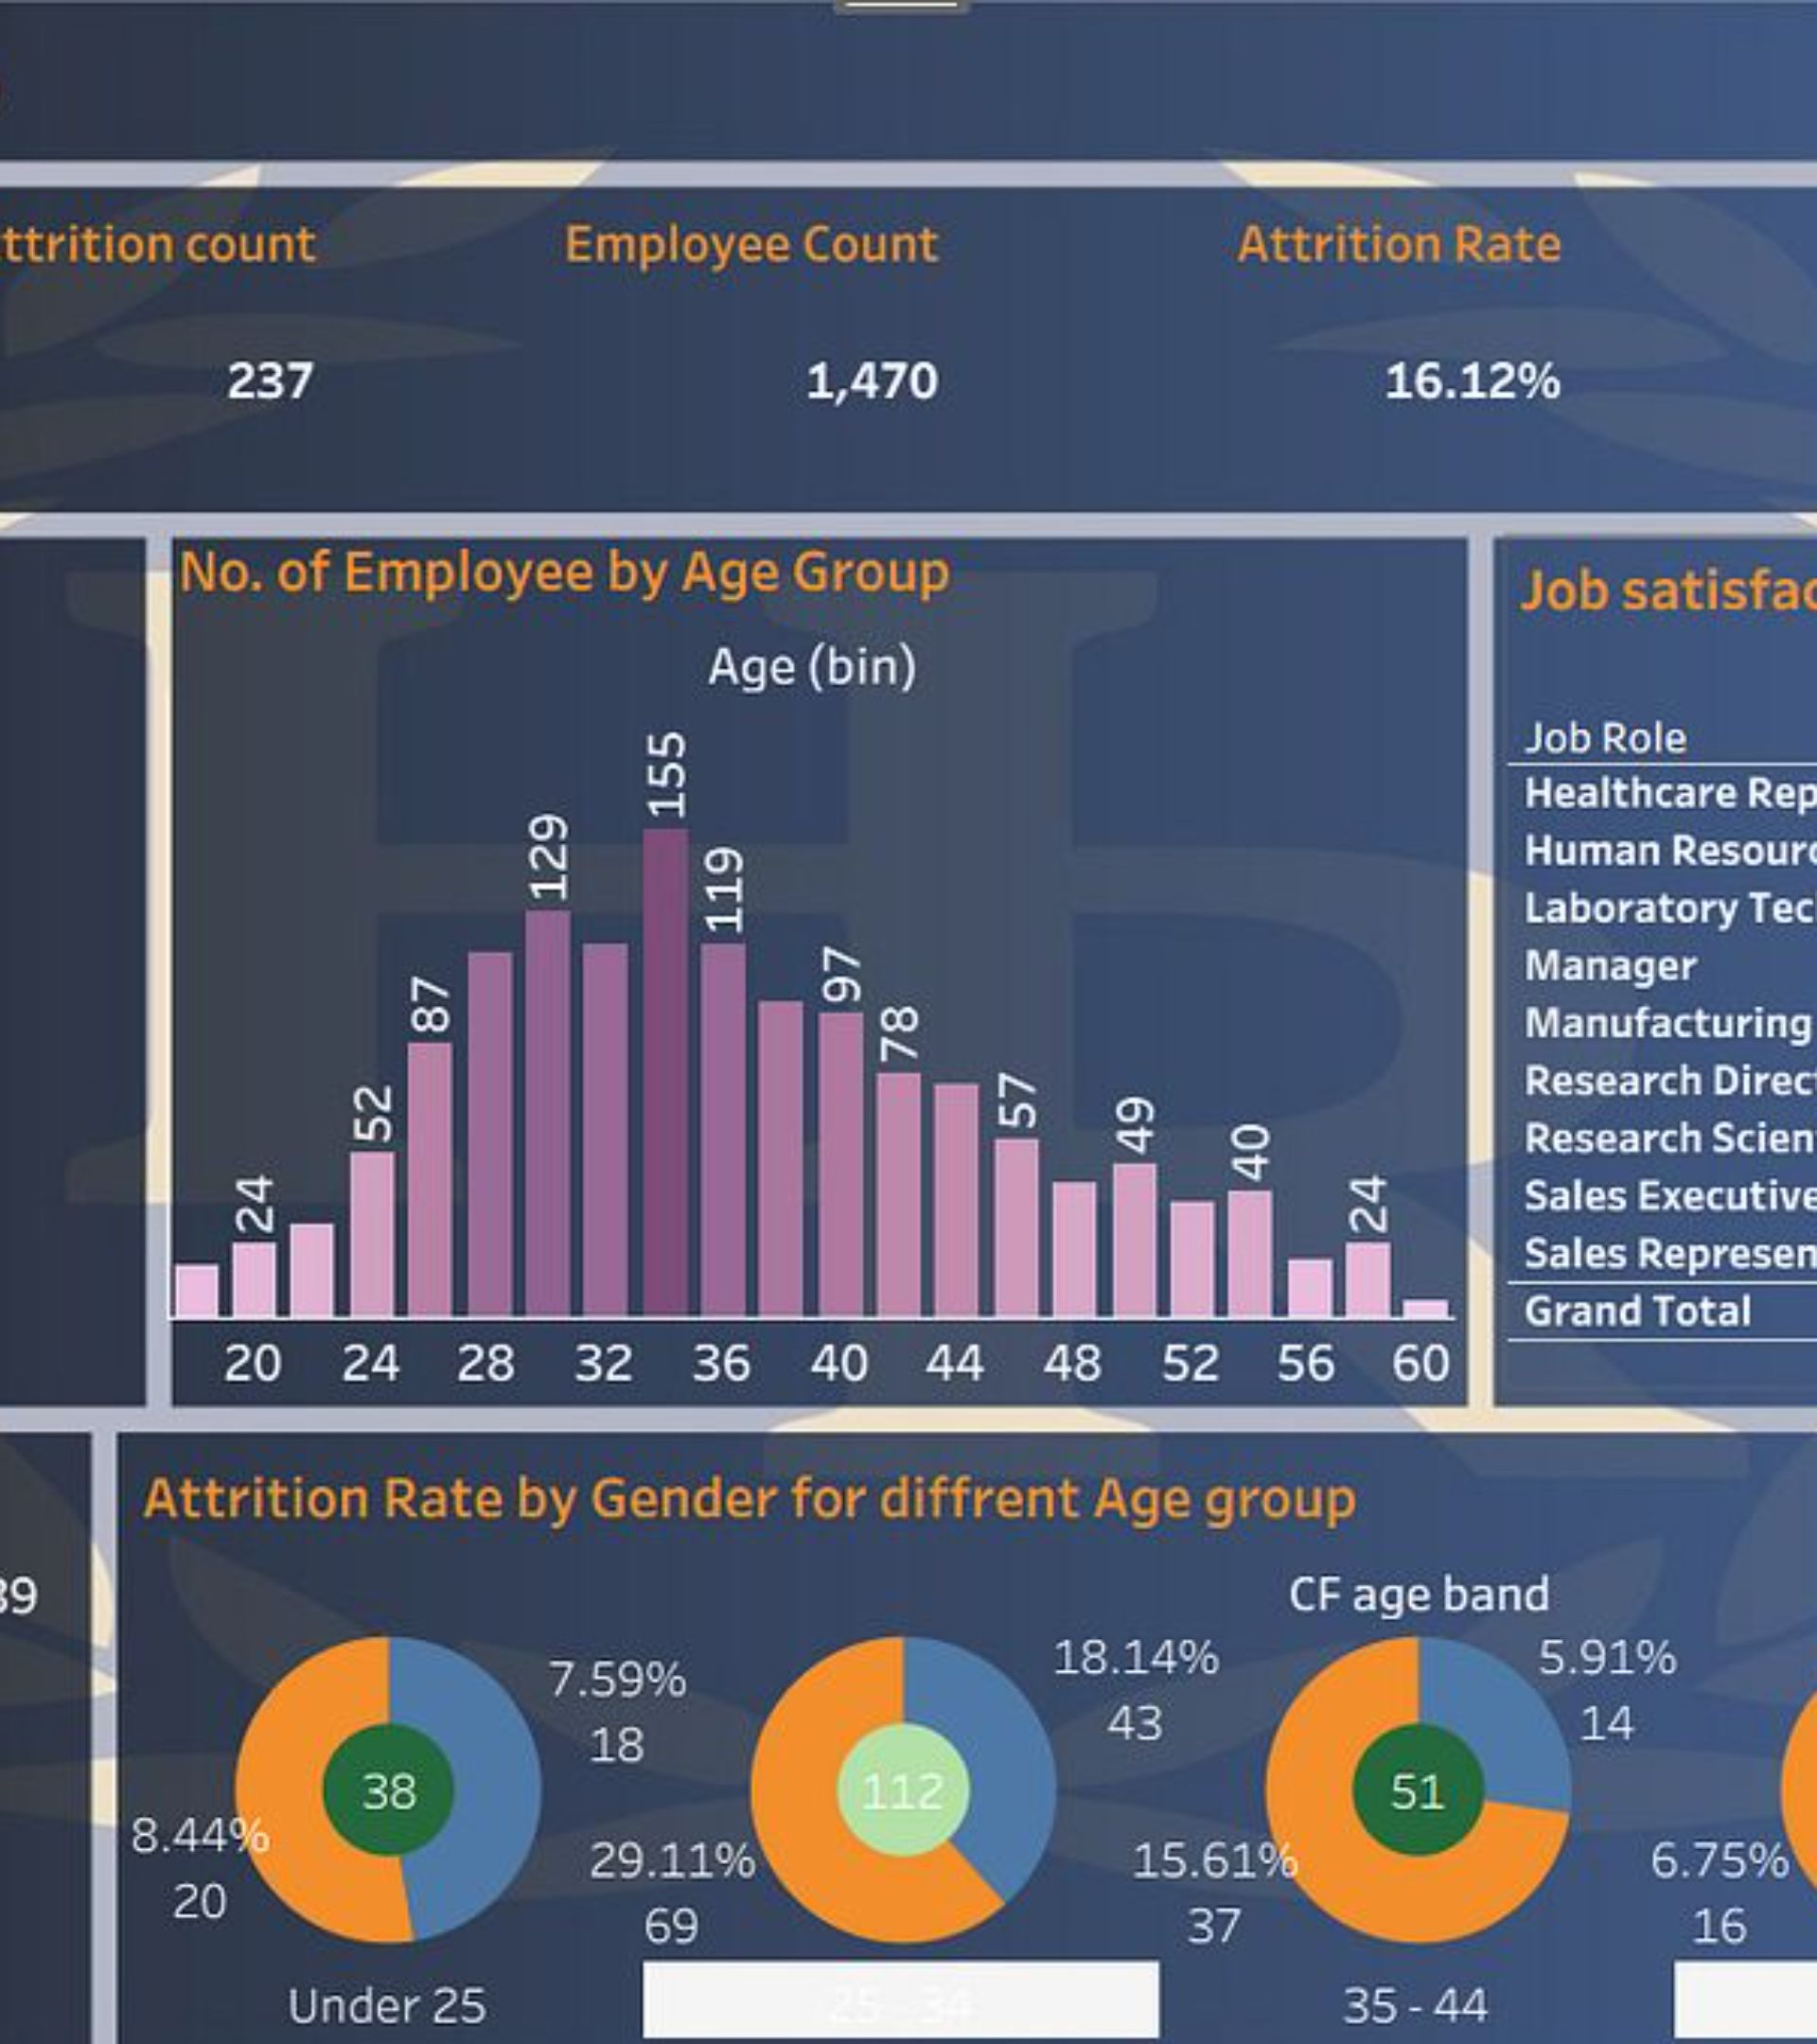 ttrition count
Employee Count
Attrition Rate
237
1,470
16.12%
No. of Employee by Age Group
Age (bin)
24
52
87
129
155
119
97
78
57
49
40
24
20 24 28 32 36 40 44 48 52 56 60
Job satisfac
Job Role
Healthcare Rep
Human Resourc
Laboratory Tec
Manager
Manufacturing
Research Direct
Research Scien
Sales Executive
Sales Represen
Grand Total
Attrition Rate by Gender for diffrent Age group
39
CF age band
7.59%
18
38
8.44%
20
Under 25
18.14%
43
112
29.11%
69
25 - 34
5.91%
14
51
15.61%
37
35 - 44
6.75%
16